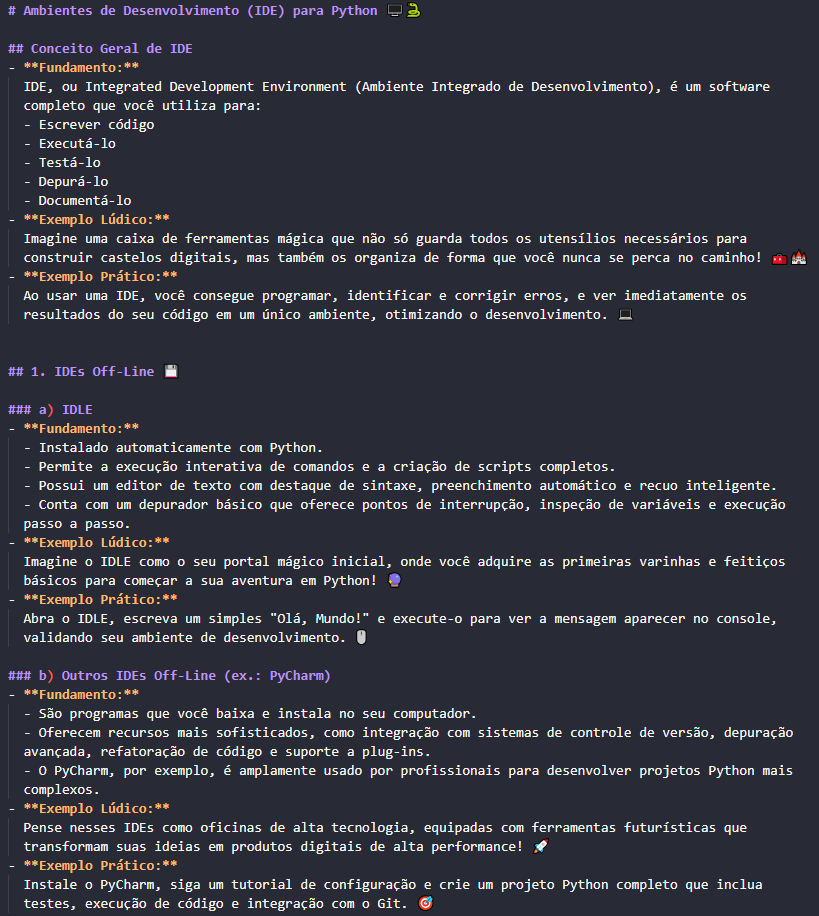 # Ambientes de Desenvolvimento (IDE) para Python 🖥️🐍
## Conceito Geral de IDE
- **Fundamento:**
IDE, ou Integrated Development Environment (Ambiente Integrado de Desenvolvimento), é um software
completo que você utiliza para:
- Escrever código
- Executá-lo
- Testá-lo
- Depurá-lo
- Documentá-lo
- **Exemplo Lúdico:**
Imagine uma caixa de ferramentas mágica que não só guarda todos os utensílios necessários para
construir castelos digitais, mas também os organiza de forma que você nunca se perca no caminho! 🧰🏰
- **Exemplo Prático:**
Ao usar uma IDE, você consegue programar, identificar e corrigir erros, e ver imediatamente os
resultados do seu código em um único ambiente, otimizando o desenvolvimento. 💻
## 1. IDEs Off-Line 💾
### a) IDLE
- **Fundamento:**
- Instalado automaticamente com Python.
- Permite a execução interativa de comandos e a criação de scripts completos.
- Possui um editor de texto com destaque de sintaxe, preenchimento automático e recuo inteligente.
- Conta com um depurador básico que oferece pontos de interrupção, inspeção de variáveis e execução
passo a passo.
- **Exemplo Lúdico:**
Imagine o IDLE como o seu portal mágico inicial, onde você adquire as primeiras varinhas e feitiços
básicos para começar a sua aventura em Python! 🔮
- **Exemplo Prático:**
Abra o IDLE, escreva um simples "Olá, Mundo!" e execute-o para ver a mensagem aparecer no console,
validando seu ambiente de desenvolvimento. 🖱️
### b) Outros IDEs Off-Line (ex.: PyCharm)
- **Fundamento:**
- São programas que você baixa e instala no seu computador.
- Oferecem recursos mais sofisticados, como integração com sistemas de controle de versão, depuração
avançada, refatoração de código e suporte a plug-ins.
- O PyCharm, por exemplo, é amplamente usado por profissionais para desenvolver projetos Python mais
complexos.
- **Exemplo Lúdico:**
Pense nesses IDEs como oficinas de alta tecnologia, equipadas com ferramentas futurísticas que
transformam suas ideias em produtos digitais de alta performance! 🚀
- **Exemplo Prático:**
Instale o PyCharm, siga um tutorial de configuração e crie um projeto Python completo que inclua
testes, execução de código e integração com o Git. 🎯